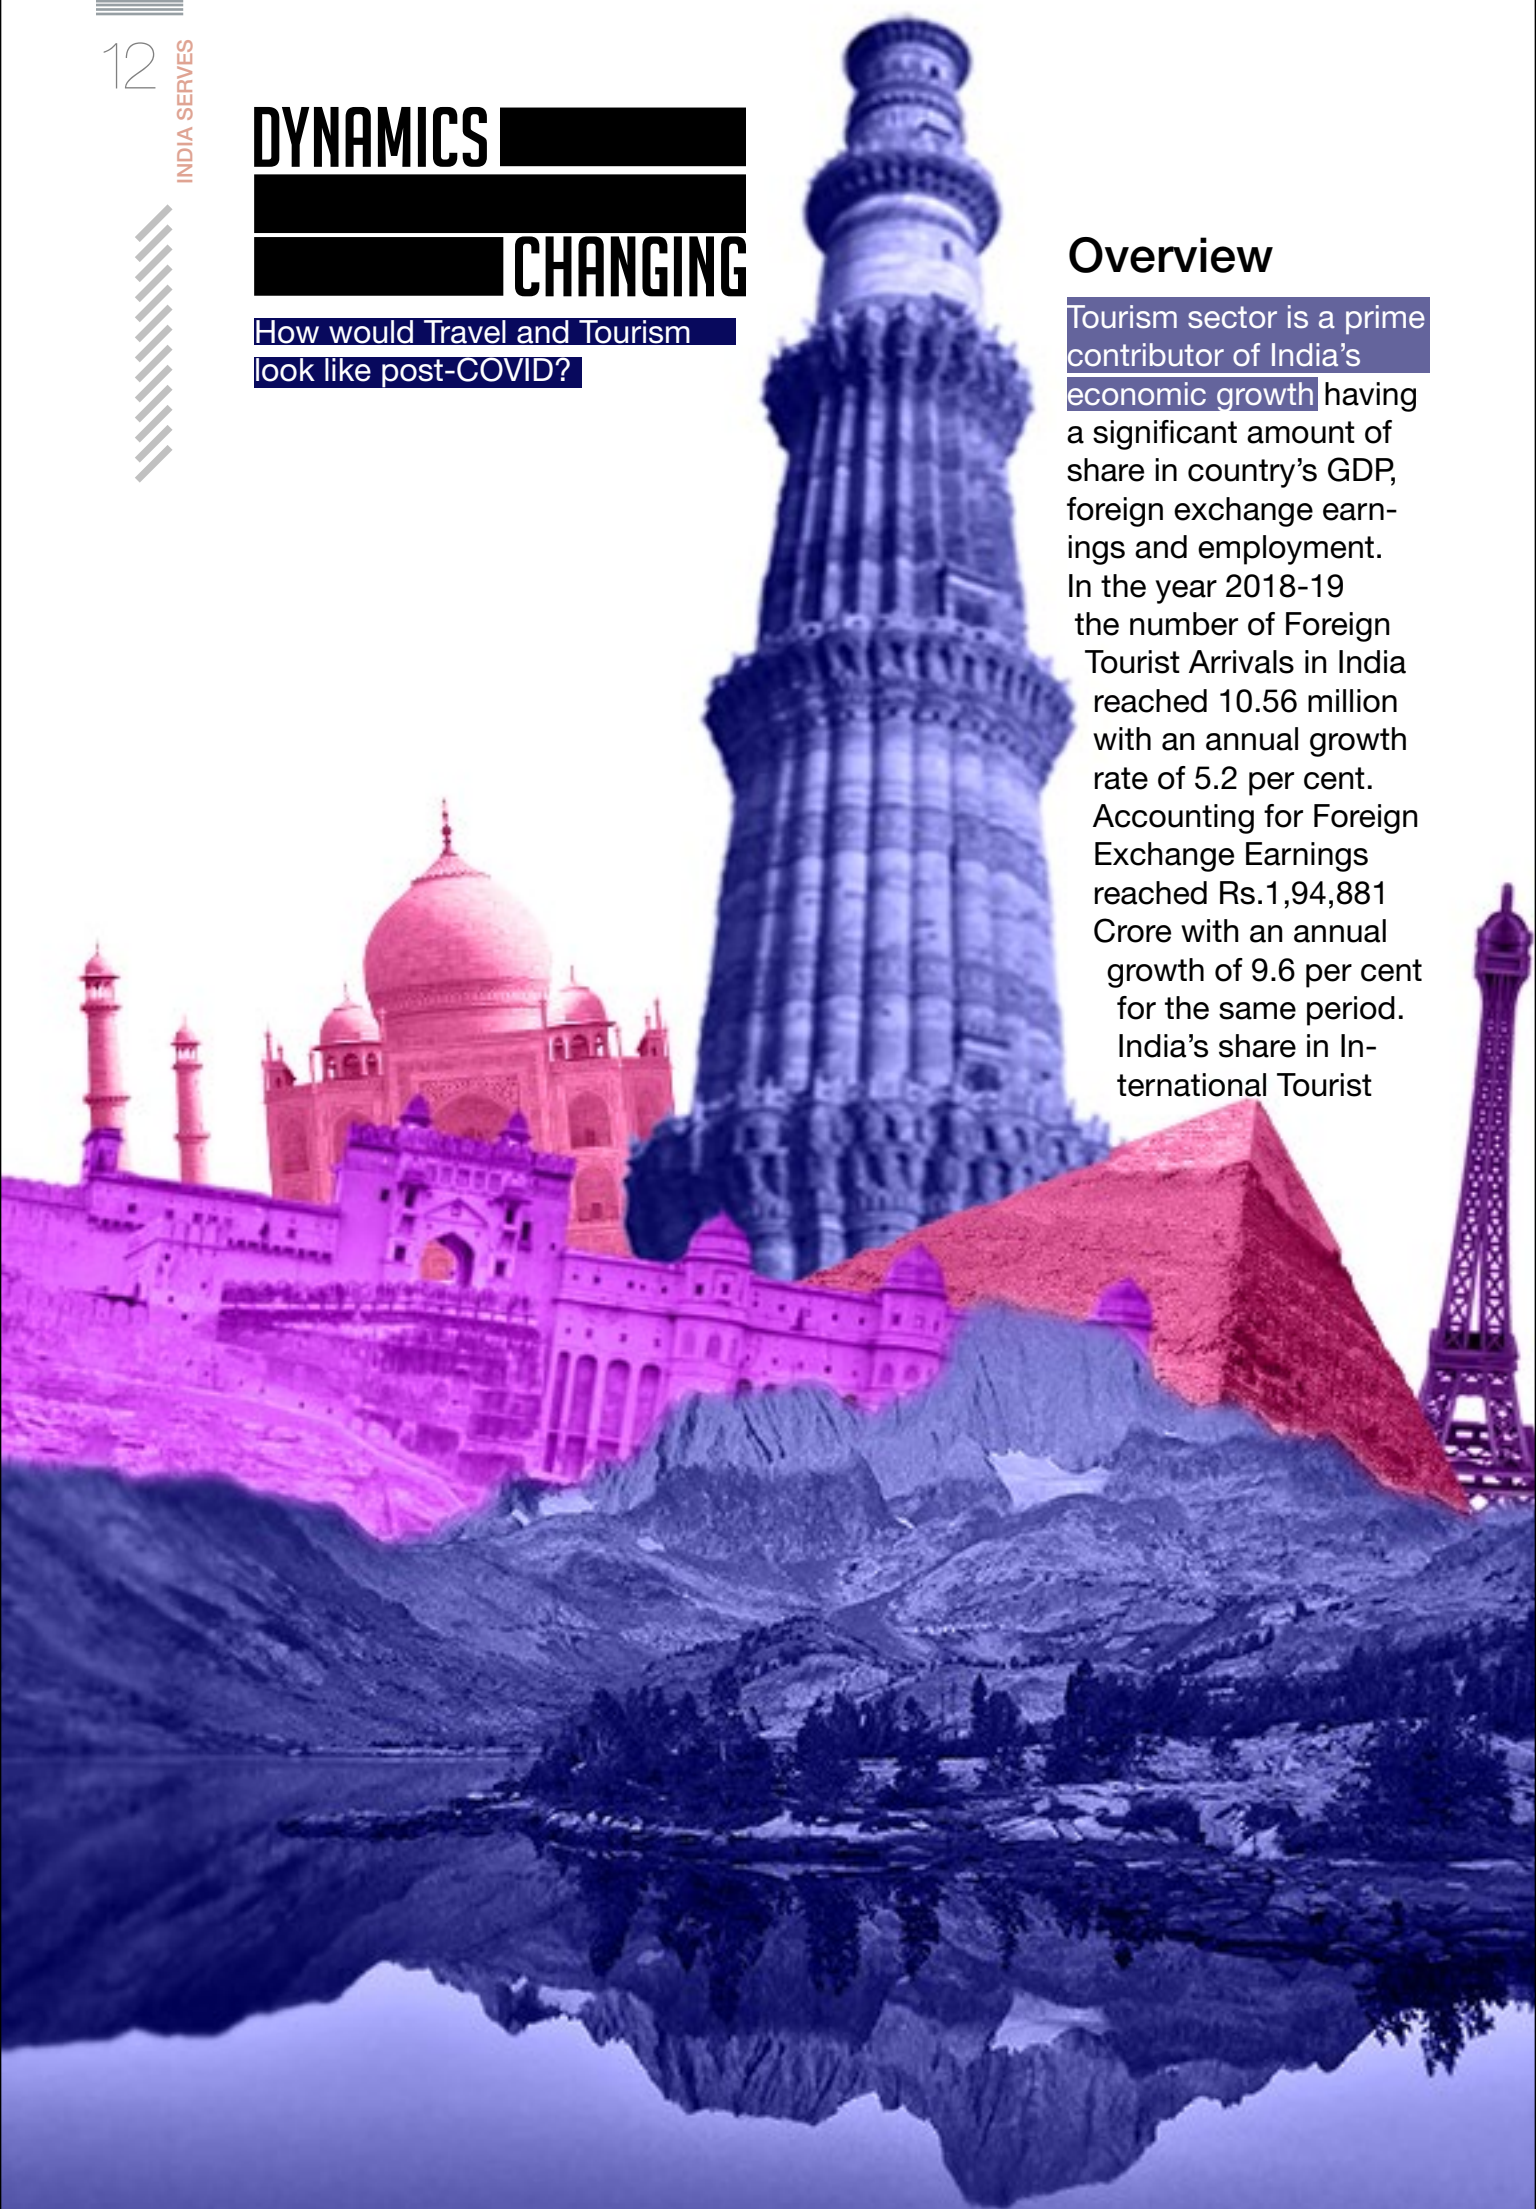 12
INDIA SERVES
DYNAMICS
CHANGING
How would Travel and Tourism
look like post-COVID?
Overview
Tourism sector is a prime
contributor of India’s
economic growth having
a significant amount of
share in country’s GDP,
foreign exchange earn-
ings and employment.
In the year 2018-19
the number of Foreign
Tourist Arrivals in India
reached 10.56 million
with an annual growth
rate of 5.2 per cent.
Accounting for Foreign
Exchange Earnings
reached Rs.1,94,881
Crore with an annual
growth of 9.6 per cent
for the same period.
India’s share in In-
ternational Tourist